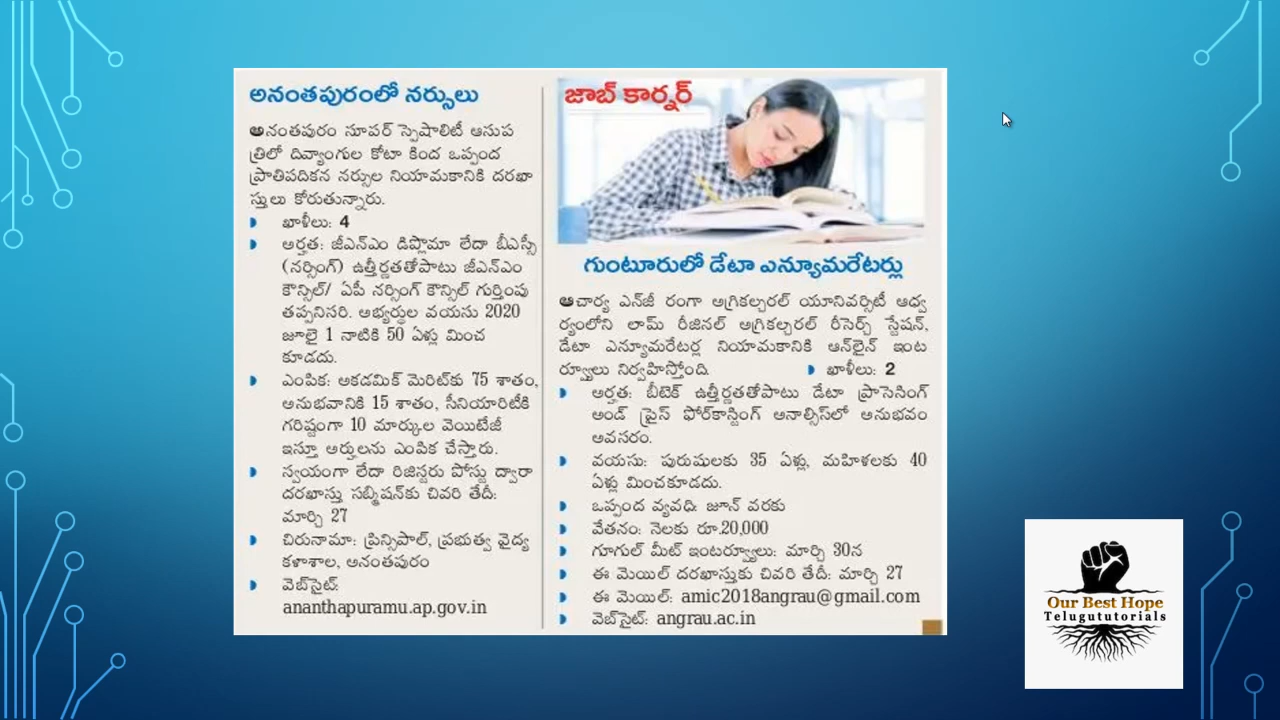 అనంతపురంలో నర్సులు
అనంతపురం సూపర్ స్పెషాలిటీ ఆసుప
త్రిలో దివ్యాంగుల కోటా కింద ఒప్పంద
ప్రాతిపదికన నర్సుల నియామకానికి దరఖా
స్తులు కోరుతున్నారు.
ఖాళీలు: 4
అర్హత: జీఎన్ఎం డిప్లొమా లేదా బీఎస్సీ
(నర్సింగ్) ఉత్తీర్ణతతోపాటు జీఎన్ఎం
కౌన్సిల్/ ఏపీ నర్సింగ్ కౌన్సిల్ గుర్తింపు
తప్పనిసరి. అభ్యర్థుల వయసు 2020
జూలై 1 నాటికి 50 ఏళ్లు మించ
కూడదు.
ఎంపిక: అకడమిక్ మెరిట్‌కు 75 శాతం,
అనుభవానికి 15 శాతం, సీనియారిటీకి
గరిష్టంగా 10 మార్కుల వెయిటేజీ
ఇస్తూ అర్హులను ఎంపిక చేస్తారు.
స్వయంగా లేదా రిజిస్టరు పోస్టు ద్వారా
దరఖాస్తు సబ్మిషన్‌కు చివరి తేదీ:
మార్చి 27
చిరునామా: ప్రిన్సిపాల్, ప్రభుత్వ వైద్య
కళాశాల, అనంతపురం
వెబ్‌సైట్:
ananthapuramu.ap.gov.in
జాబ్ కార్నర్
గుంటూరులో డేటా ఎన్యూమరేటర్లు
ఆచార్య ఎన్‌జీ రంగా అగ్రికల్చరల్ యూనివర్సిటీ ఆధ్వ
ర్యంలోని లామ్ రీజినల్ అగ్రికల్చరల్ రీసెర్చ్ స్టేషన్,
డేటా ఎన్యూమరేటర్ల నియామకానికి ఆన్‌లైన్ ఇంట
ర్వ్యూలు నిర్వహిస్తోంది. ఖాళీలు: 2
అర్హత: బీటెక్ ఉత్తీర్ణతతోపాటు డేటా ప్రాసెసింగ్
అండ్ ప్రైస్ ఫోర్‌కాస్టింగ్ అనాల్సిస్‌లో అనుభవం
అవసరం.
వయసు: పురుషులకు 35 ఏళ్లు, మహిళలకు 40
ఏళ్లు మించకూడదు.
ఒప్పంద వ్యవధి: జూన్ వరకు
వేతనం: నెలకు రూ.20,000
గూగుల్ మీట్ ఇంటర్వ్యూలు: మార్చి 30న
ఈ మెయిల్ దరఖాస్తుకు చివరి తేదీ: మార్చి 27
ఈ మెయిల్: amic2018angrau@gmail.com
వెబ్‌సైట్: angrau.ac.in
Our Best Hope
Telugututorials